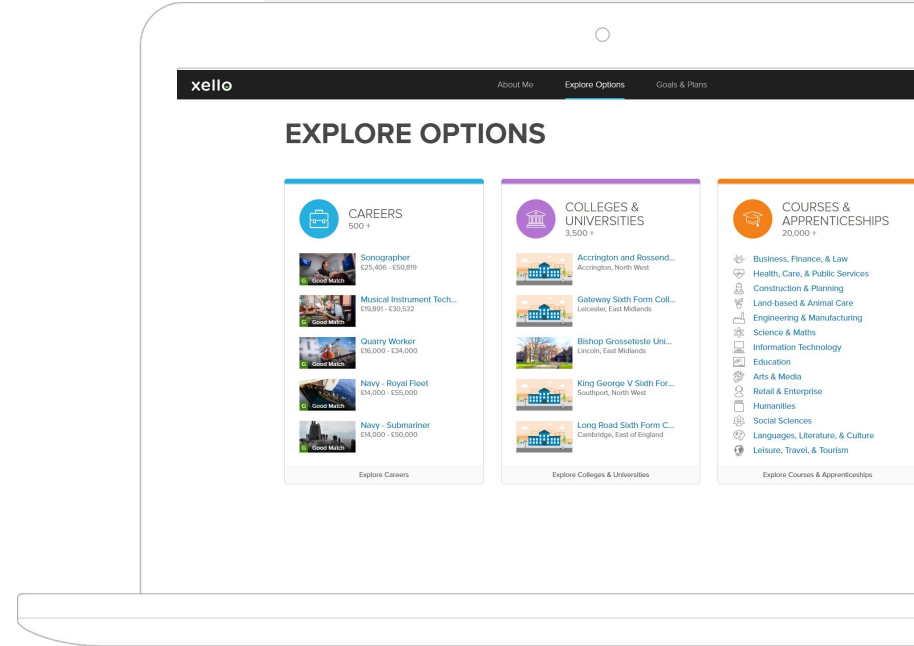 xello
About Me
Explore Options
Goals & Plans
EXPLORE OPTIONS
CAREERS
500 +
Sonographer
£25,406 - £50,819
G Good Match
Musical Instrument Tech...
£19,891 - £30,532
G Good Match
Quarry Worker
£16,000 - £34,000
G Good Match
Navy - Royal Fleet
£14,000 - £55,000
G Good Match
Navy - Submariner
£14,000 - £50,000
G Good Match
Explore Careers
COLLEGES &
UNIVERSITIES
3,500 +
Accrington and Rossend...
Accrington, North West
Gateway Sixth Form Coll...
Leicester, East Midlands
Bishop Grosseteste Uni...
Lincoln, East Midlands
King George V Sixth For...
Southport, North West
Long Road Sixth Form C...
Cambridge, East of England
Explore Colleges & Universities
COURSES &
APPRENTICESHIPS
20,000 +
Business, Finance, & Law
Health, Care, & Public Services
Construction & Planning
Land-based & Animal Care
Engineering & Manufacturing
Science & Maths
Information Technology
Education
Arts & Media
Retail & Enterprise
Humanities
Social Sciences
Languages, Literature, & Culture
Leisure, Travel, & Tourism
Explore Courses & Apprenticeships